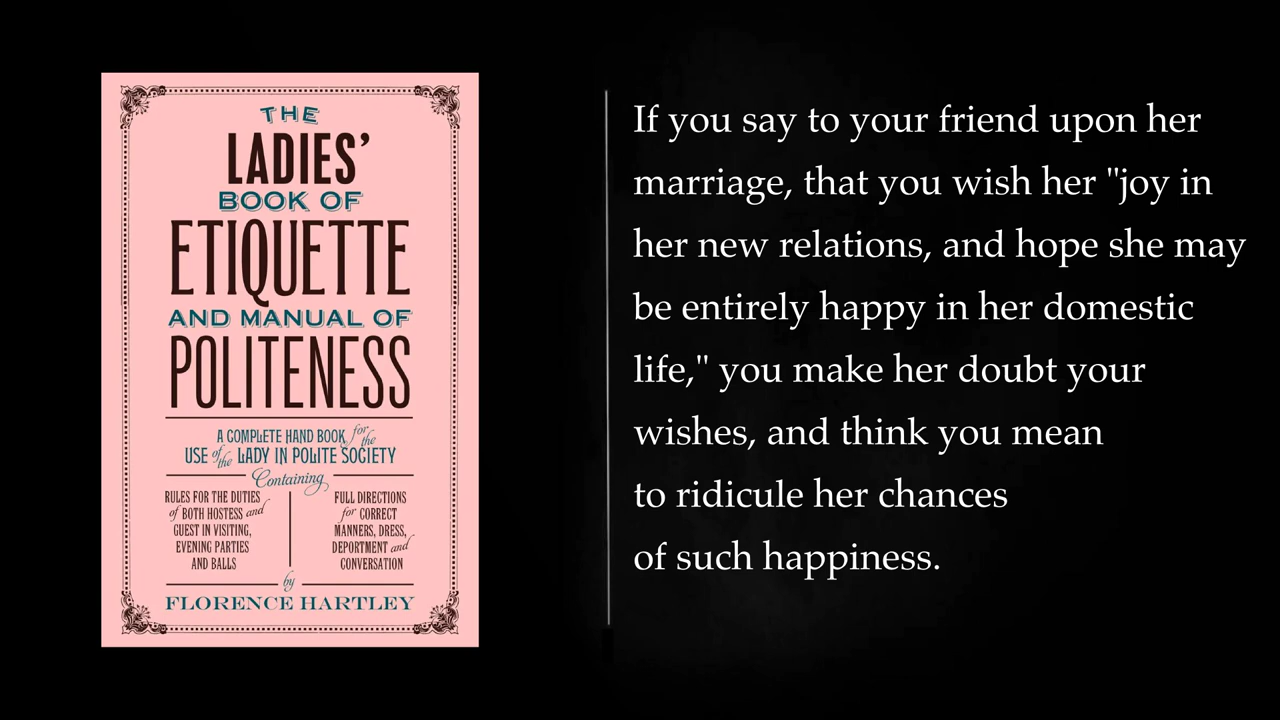 THE
LADIES'
BOOK OF
ETIQUETTE
AND MANUAL OF
POLITENESS
A COMPLETE HAND BOOK for the
USE of the LADY IN POLITE SOCIETY
Containing
RULES FOR THE DUTIES
of BOTH HOSTESS and
GUEST IN VISITING,
EVENING PARTIES
AND BALLS
FULL DIRECTIONS
for CORRECT
MANNERS, DRESS,
DEPORTMENT and
CONVERSATION
by
FLORENCE HARTLEY
If you say to your friend upon her
marriage, that you wish her "joy in
her new relations, and hope she may
be entirely happy in her domestic
life," you make her doubt your
wishes, and think you mean
to ridicule her chances
of such happiness.